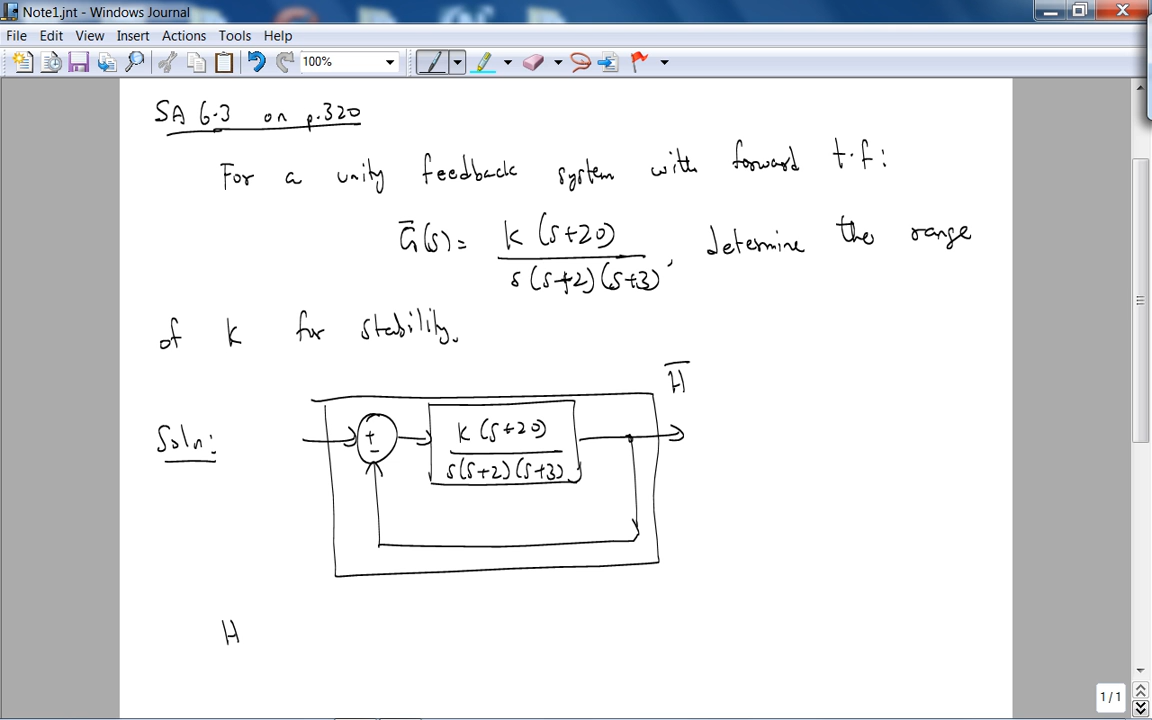 Note1.jnt - Windows Journal
File Edit View Insert Actions Tools Help
100%
SA 6.3 on p.320
For a unity feedback system with forward t.f:
G̅(s) = K(s+20) / s(s+2)(s+3), determine the range
of K for stability.
H̅
Soln:
+
-
K(s+20)
s(s+2)(s+3)
H
1 / 1